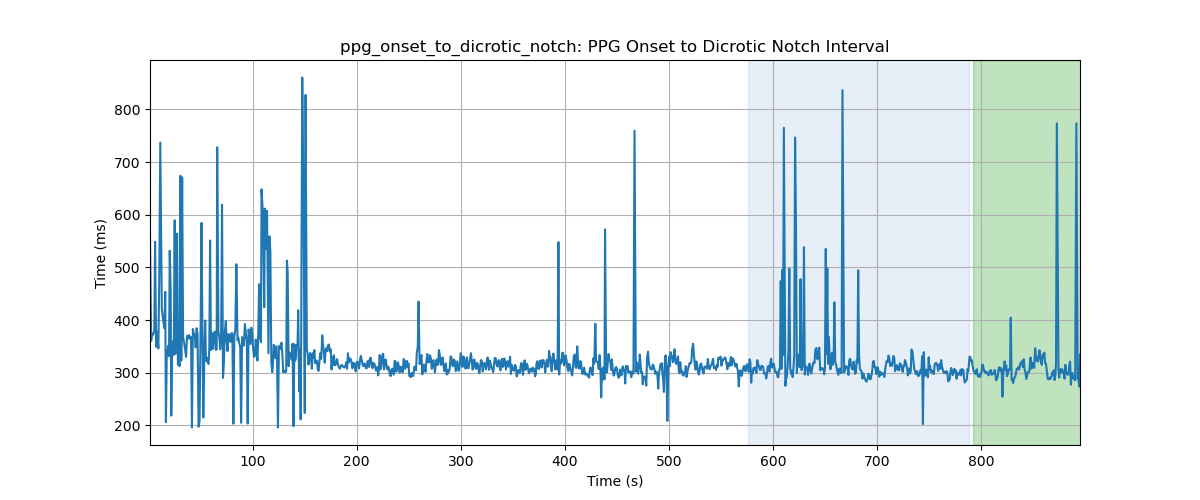 ppg_onset_to_dicrotic_notch: PPG Onset to Dicrotic Notch Interval
800
700
600
500
400
300
200
Time (ms)
100 200 300 400 500 600 700 800
Time (s)